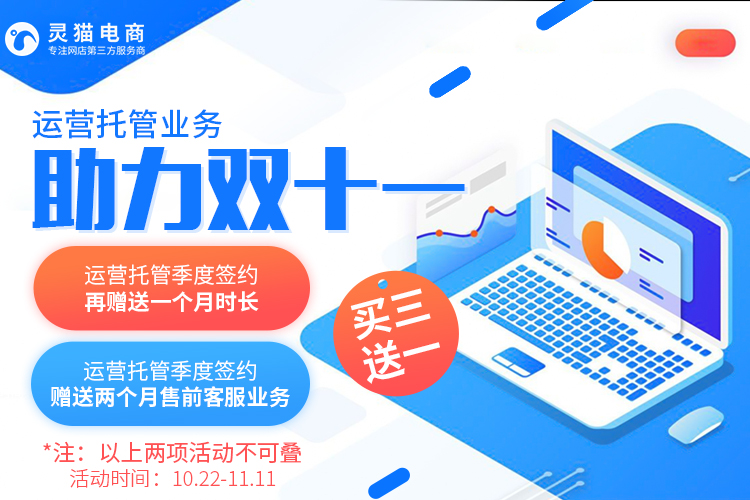 灵猫电商
专注网店第三方服务商
运营托管业务
助力双十一
运营托管季度签约
再赠送一个月时长
买三
送一
运营托管季度签约
赠送两个月售前客服业务
*注：以上两项活动不可叠
活动时间：10.22-11.11